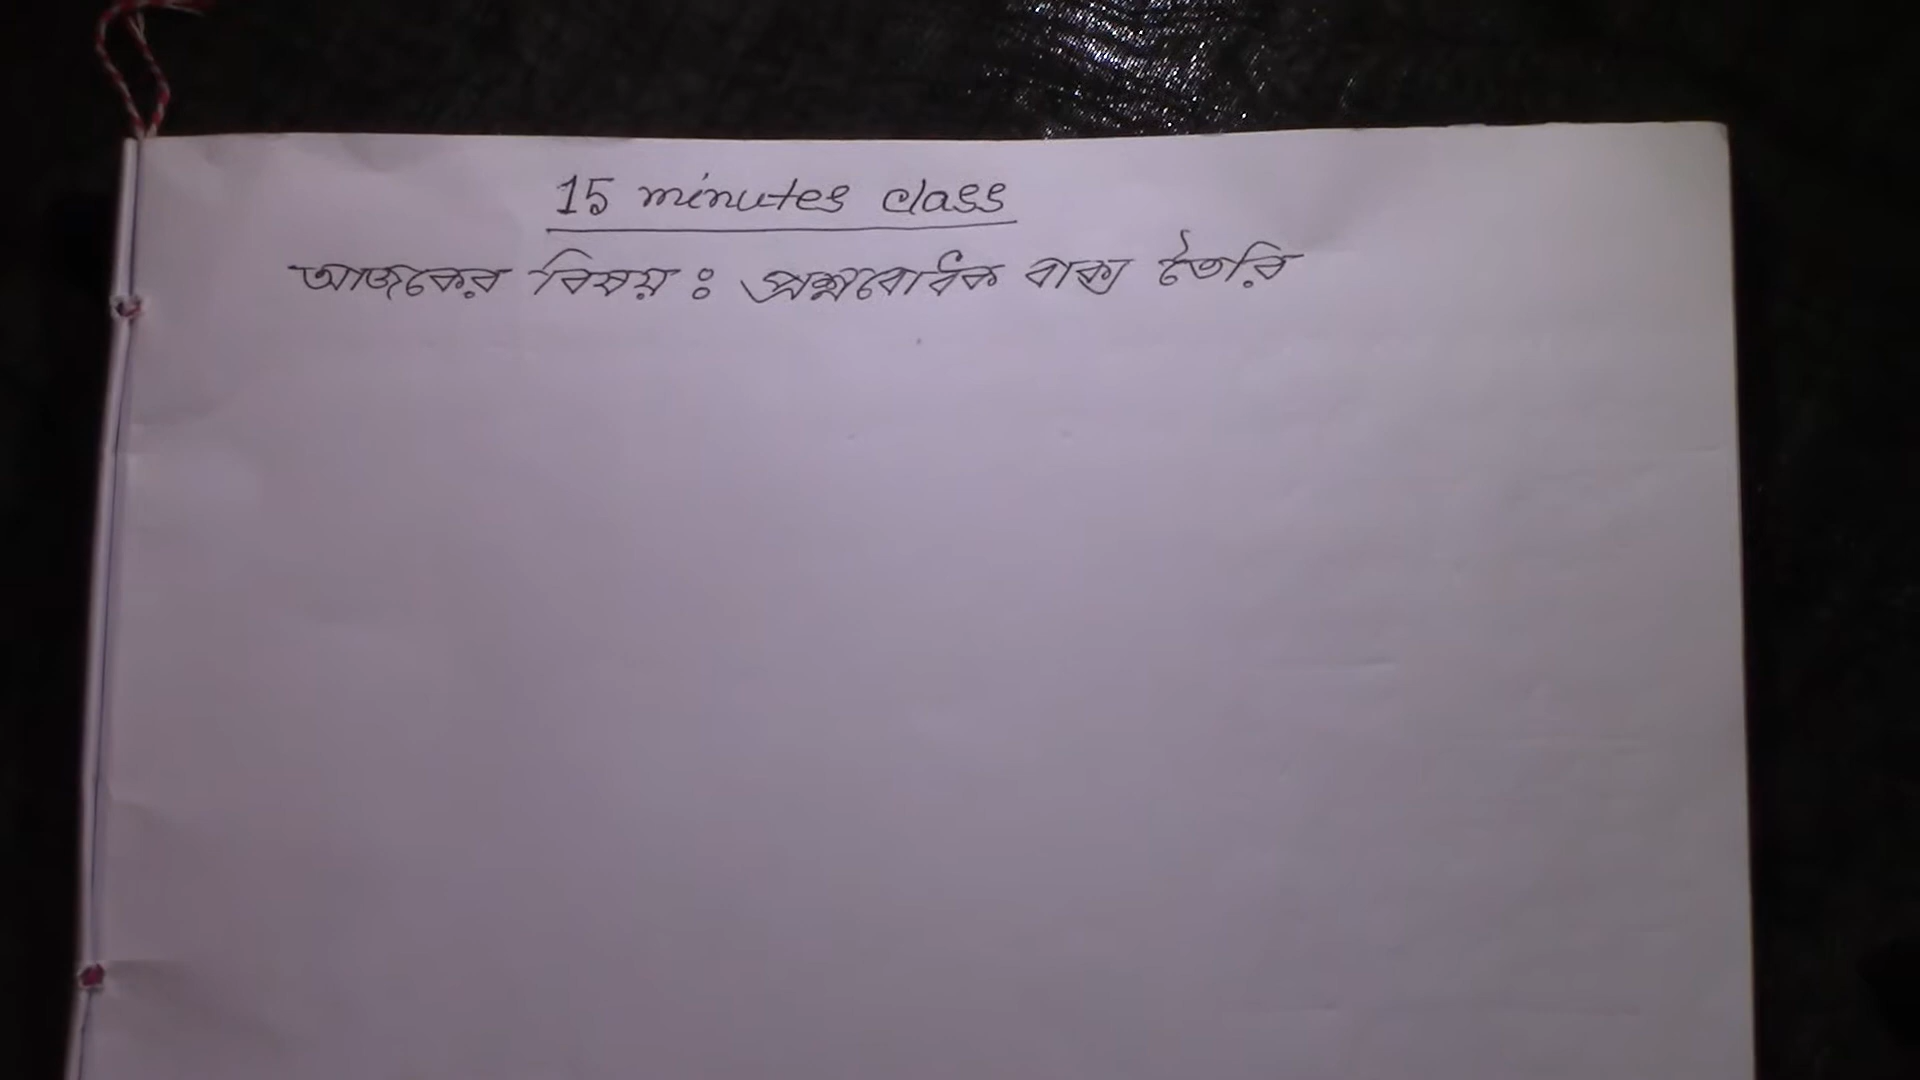 15 minutes class
আজকের বিষয় : প্রশ্নবোধক বাক্য তৈরি